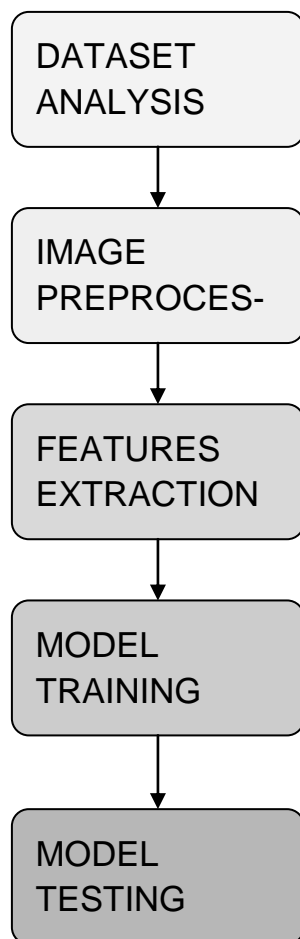 DATASET
ANALYSIS
IMAGE
PREPROCES-
FEATURES
EXTRACTION
MODEL
TRAINING
MODEL
TESTING